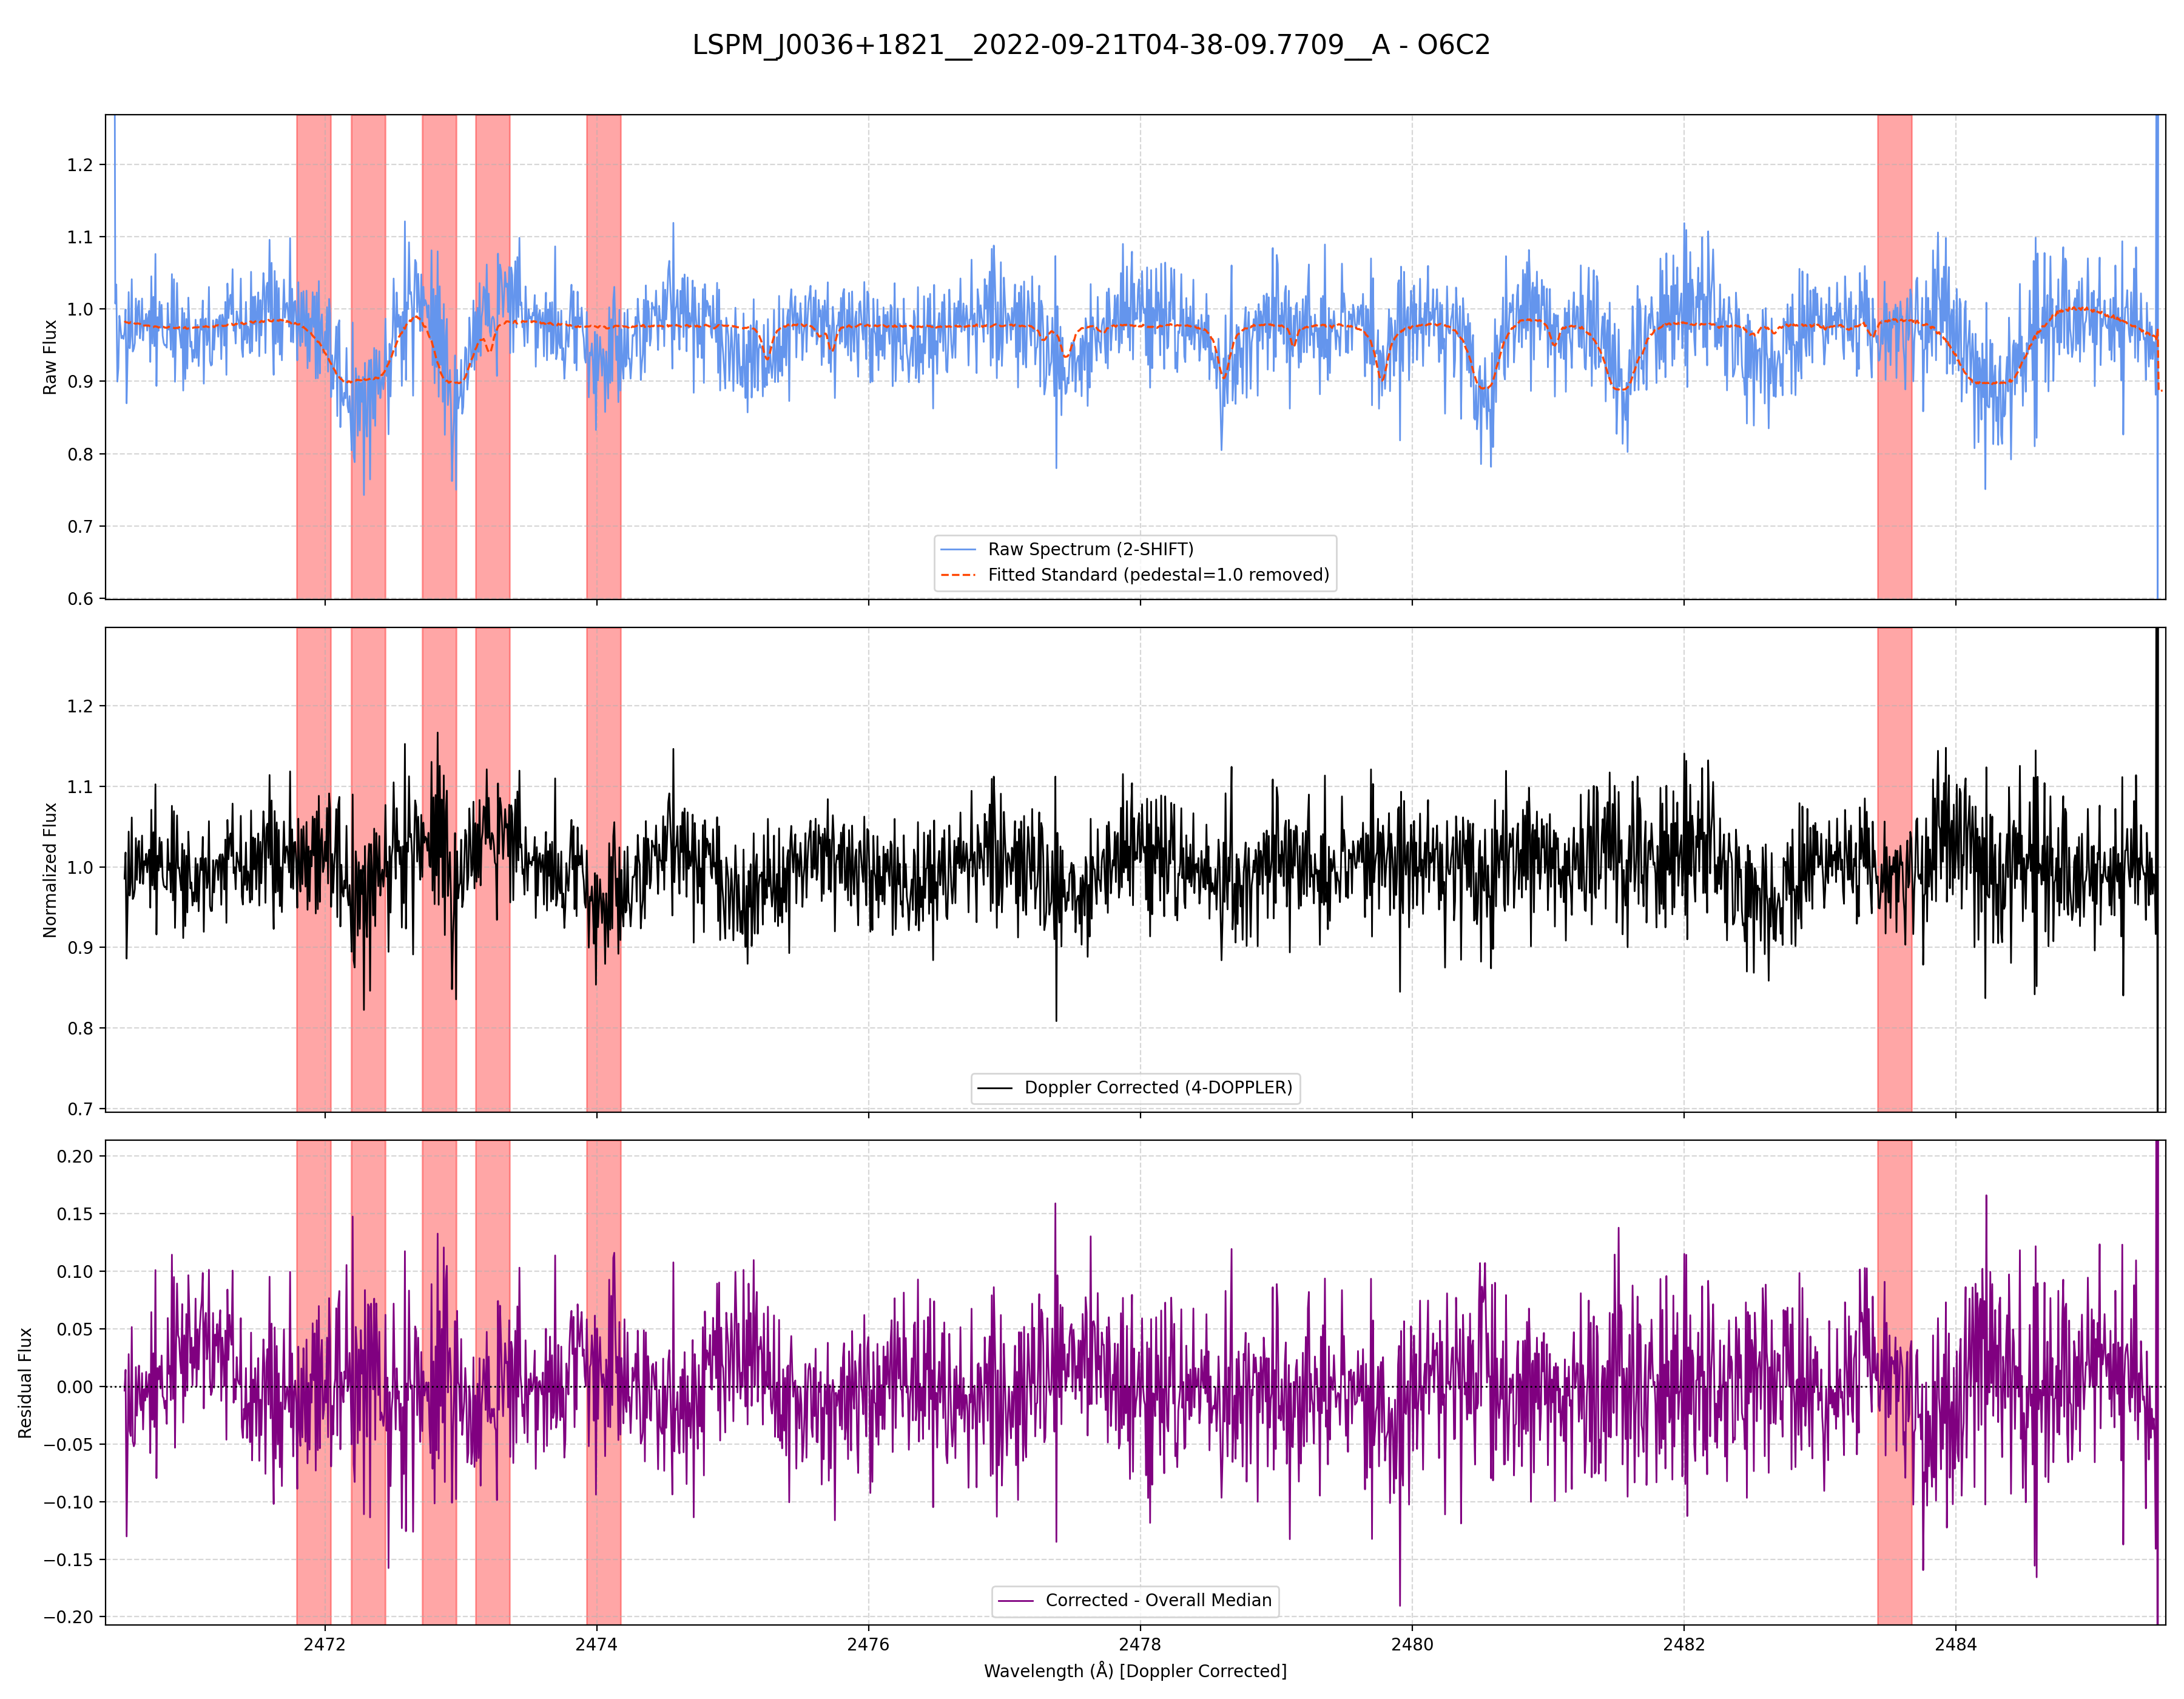 LSPM_J0036+1821__2022-09-21T04-38-09.7709__A - O6C2
1.2
1.1
1.0
0.9
0.8
0.7
0.6
Raw Flux
Raw Spectrum (2-SHIFT)
Fitted Standard (pedestal=1.0 removed)
1.2
1.1
1.0
0.9
0.8
0.7
Normalized Flux
Doppler Corrected (4-DOPPLER)
0.20
0.15
0.10
0.05
0.00
−0.05
−0.10
−0.15
−0.20
Residual Flux
Corrected - Overall Median
2472 2474 2476 2478 2480 2482 2484
Wavelength (Å) [Doppler Corrected]